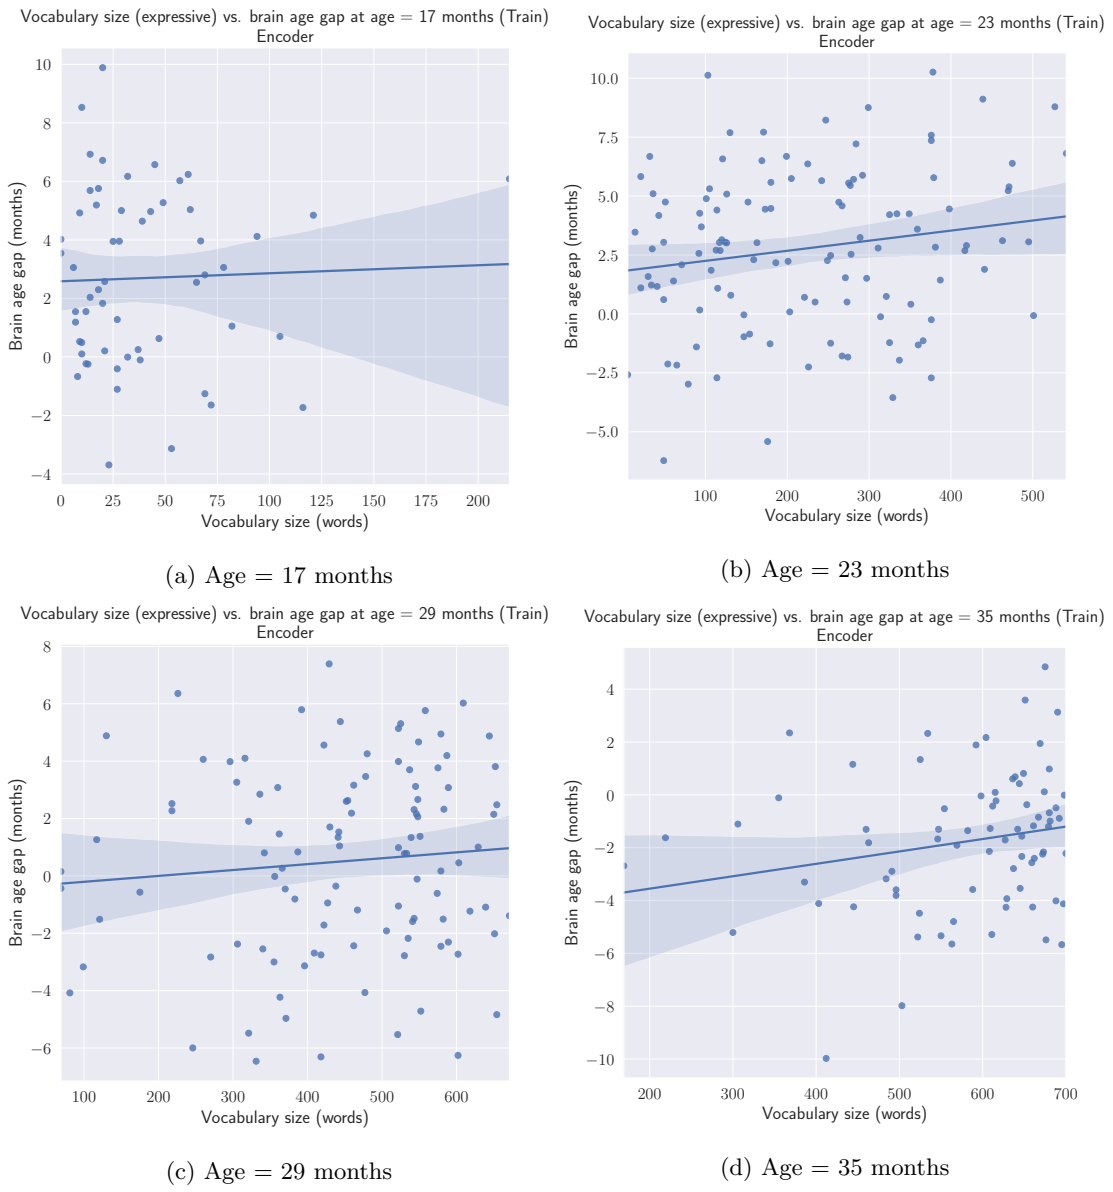 Vocabulary size (expressive) vs. brain age gap at age = 17 months (Train)
Encoder
10
8
6
4
2
0
−2
−4
Brain age gap (months)
0 25 50 75 100 125 150 175 200
Vocabulary size (words)
(a) Age = 17 months
Vocabulary size (expressive) vs. brain age gap at age = 23 months (Train)
Encoder
10.0
7.5
5.0
2.5
0.0
−2.5
−5.0
Brain age gap (months)
100 200 300 400 500
Vocabulary size (words)
(b) Age = 23 months
Vocabulary size (expressive) vs. brain age gap at age = 29 months (Train)
Encoder
8
6
4
2
0
−2
−4
−6
Brain age gap (months)
100 200 300 400 500 600
Vocabulary size (words)
(c) Age = 29 months
Vocabulary size (expressive) vs. brain age gap at age = 35 months (Train)
Encoder
4
2
0
−2
−4
−6
−8
−10
Brain age gap (months)
200 300 400 500 600 700
Vocabulary size (words)
(d) Age = 35 months